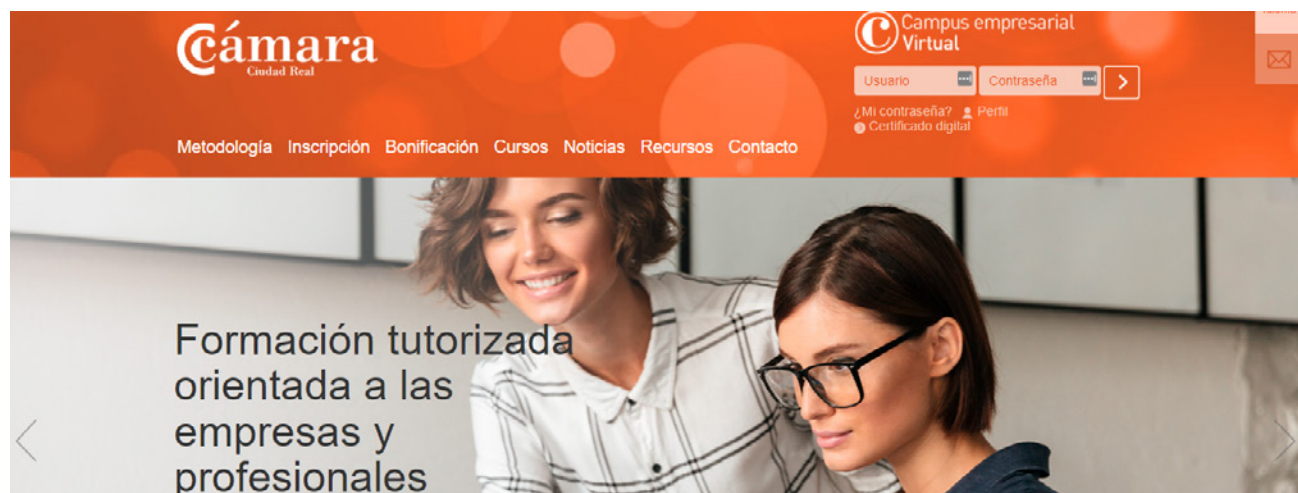 Cámara
Ciudad Real
Campus empresarial
Virtual
Usuario
Contraseña
¿Mi contraseña? Perfil
Certificado digital
Metodología Inscripción Bonificación Cursos Noticias Recursos Contacto
Formación tutorizada
orientada a las
empresas y
profesionales